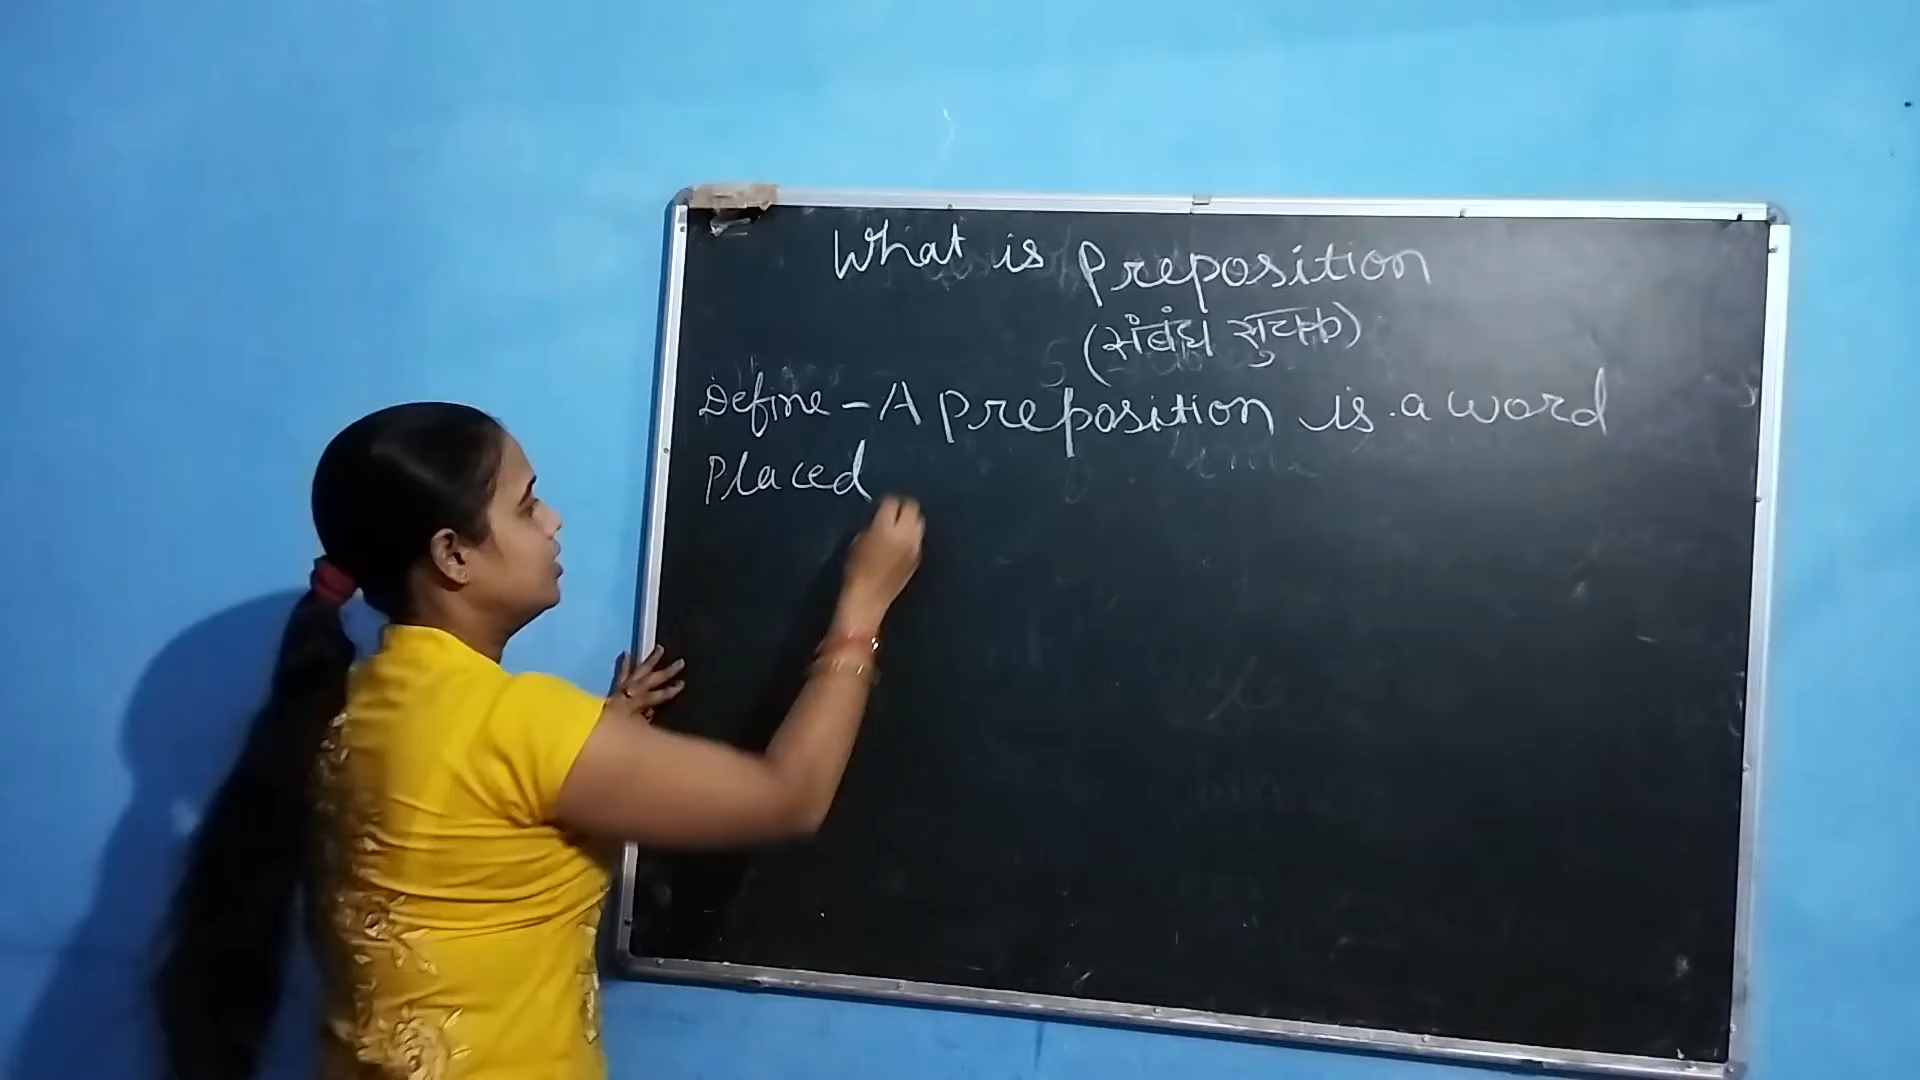 What is Preposition
(संबंध सुचक)
Define - A preposition is a word
Placed